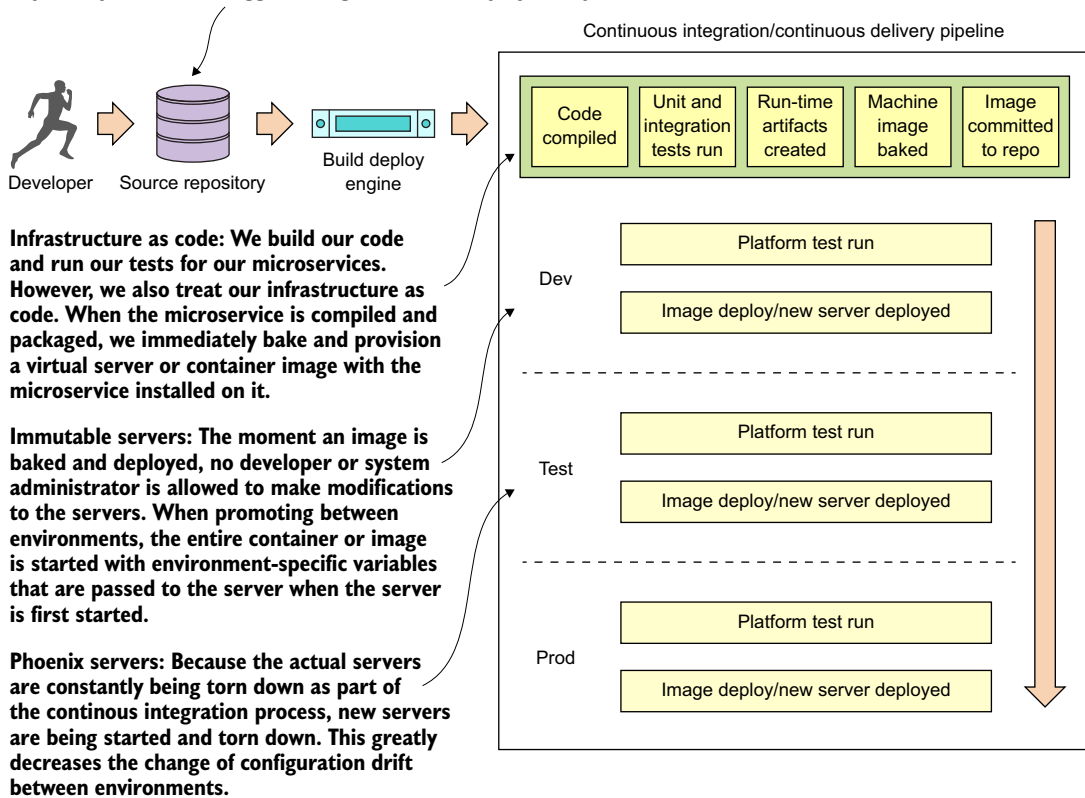 Continuous integration/continuous delivery pipeline
Developer
Source repository
Build deploy
engine
Code
compiled
Unit and
integration
tests run
Run-time
artifacts
created
Machine
image
baked
Image
committed
to repo
Infrastructure as code: We build our code
and run our tests for our microservices.
However, we also treat our infrastructure as
code. When the microservice is compiled and
packaged, we immediately bake and provision
a virtual server or container image with the
microservice installed on it.
Immutable servers: The moment an image is
baked and deployed, no developer or system
administrator is allowed to make modifications
to the servers. When promoting between
environments, the entire container or image
is started with environment-specific variables
that are passed to the server when the server
is first started.
Phoenix servers: Because the actual servers
are constantly being torn down as part of
the continous integration process, new servers
are being started and torn down. This greatly
decreases the change of configuration drift
between environments.
Dev
Platform test run
Image deploy/new server deployed
Test
Platform test run
Image deploy/new server deployed
Prod
Platform test run
Image deploy/new server deployed